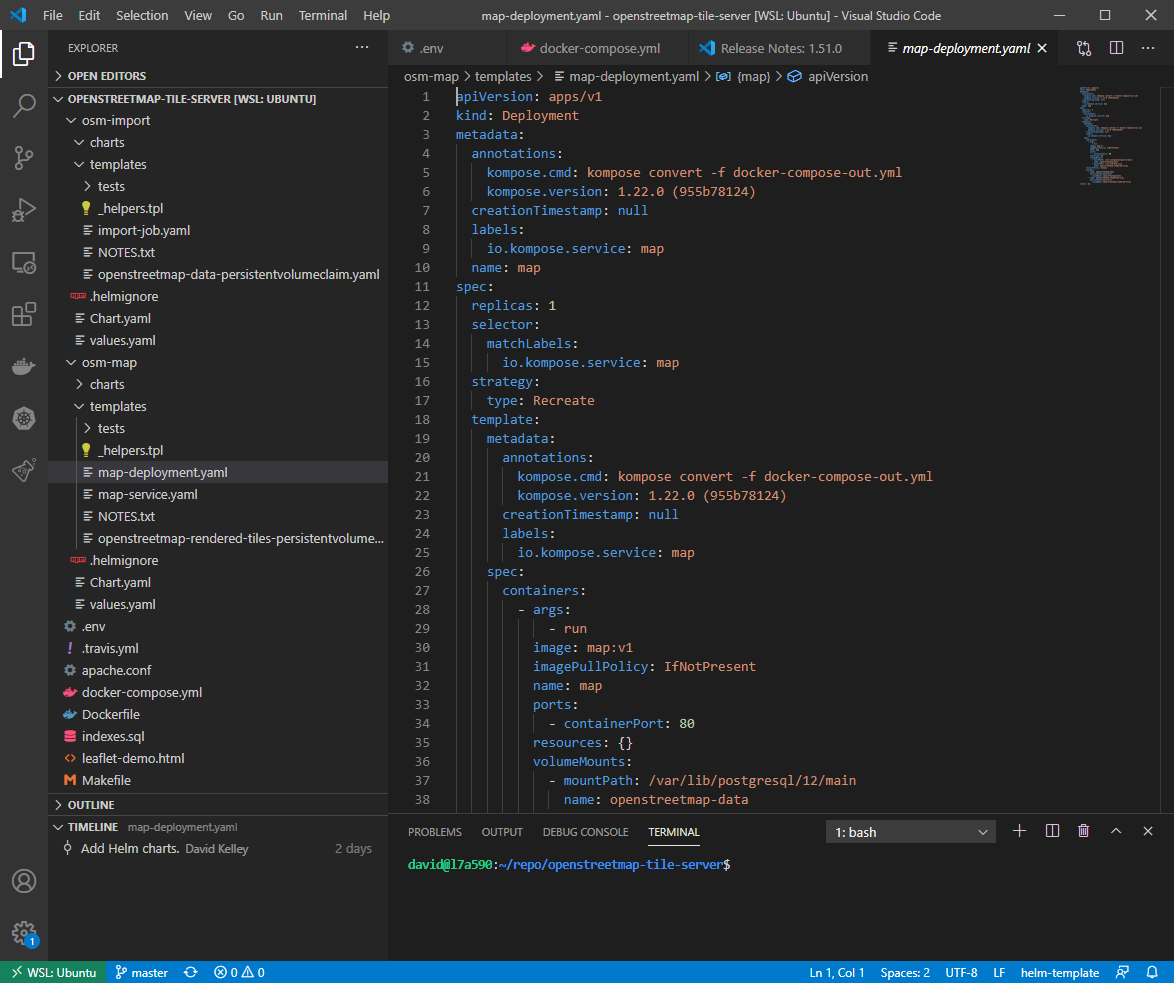 File Edit Selection View Go Run Terminal Help map-deployment.yaml - openstreetmap-tile-server [WSL: Ubuntu] - Visual Studio Code
EXPLORER
OPEN EDITORS
OPENSTREETMAP-TILE-SERVER [WSL: UBUNTU]
osm-import
charts
templates
tests
_helpers.tpl
import-job.yaml
NOTES.txt
openstreetmap-data-persistentvolumeclaim.yaml
.helmignore
Chart.yaml
values.yaml
osm-map
charts
templates
tests
_helpers.tpl
map-deployment.yaml
map-service.yaml
NOTES.txt
openstreetmap-rendered-tiles-persistentvolume...
.helmignore
Chart.yaml
values.yaml
.env
.travis.yml
apache.conf
docker-compose.yml
Dockerfile
indexes.sql
leaflet-demo.html
Makefile
OUTLINE
TIMELINE map-deployment.yaml
Add Helm charts. David Kelley 2 days
.env docker-compose.yml Release Notes: 1.51.0 map-deployment.yaml
osm-map > templates > map-deployment.yaml > {map} > apiVersion
1 apiVersion: apps/v1
2 kind: Deployment
3 metadata:
4 annotations:
5 kompose.cmd: kompose convert -f docker-compose-out.yml
6 kompose.version: 1.22.0 (955b78124)
7 creationTimestamp: null
8 labels:
9 io.kompose.service: map
10 name: map
11 spec:
12 replicas: 1
13 selector:
14 matchLabels:
15 io.kompose.service: map
16 strategy:
17 type: Recreate
18 template:
19 metadata:
20 annotations:
21 kompose.cmd: kompose convert -f docker-compose-out.yml
22 kompose.version: 1.22.0 (955b78124)
23 creationTimestamp: null
24 labels:
25 io.kompose.service: map
26 spec:
27 containers:
28 - args:
29 - run
30 image: map:v1
31 imagePullPolicy: IfNotPresent
32 name: map
33 ports:
34 - containerPort: 80
35 resources: {}
36 volumeMounts:
37 - mountPath: /var/lib/postgresql/12/main
38 name: openstreetmap-data
PROBLEMS OUTPUT DEBUG CONSOLE TERMINAL 1: bash
david@l7a590:~/repo/openstreetmap-tile-server$
1
WSL: Ubuntu master 0 0 Ln 1, Col 1 Spaces: 2 UTF-8 LF helm-template